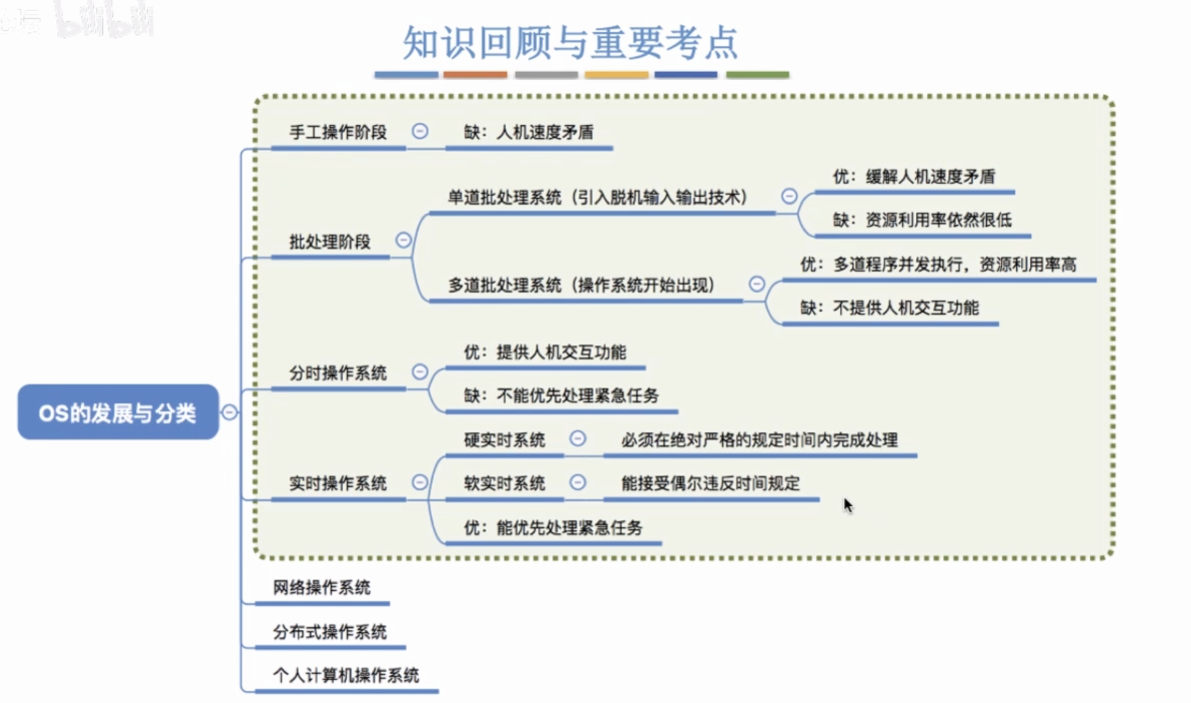 bilibili
知识回顾与重要考点
手工操作阶段
缺：人机速度矛盾
批处理阶段
单道批处理系统（引入脱机输入输出技术）
优：缓解人机速度矛盾
缺：资源利用率依然很低
多道批处理系统（操作系统开始出现）
优：多道程序并发执行，资源利用率高
缺：不提供人机交互功能
分时操作系统
优：提供人机交互功能
缺：不能优先处理紧急任务
OS的发展与分类
实时操作系统
硬实时系统
必须在绝对严格的规定时间内完成处理
软实时系统
能接受偶尔违反时间规定
优：能优先处理紧急任务
网络操作系统
分布式操作系统
个人计算机操作系统